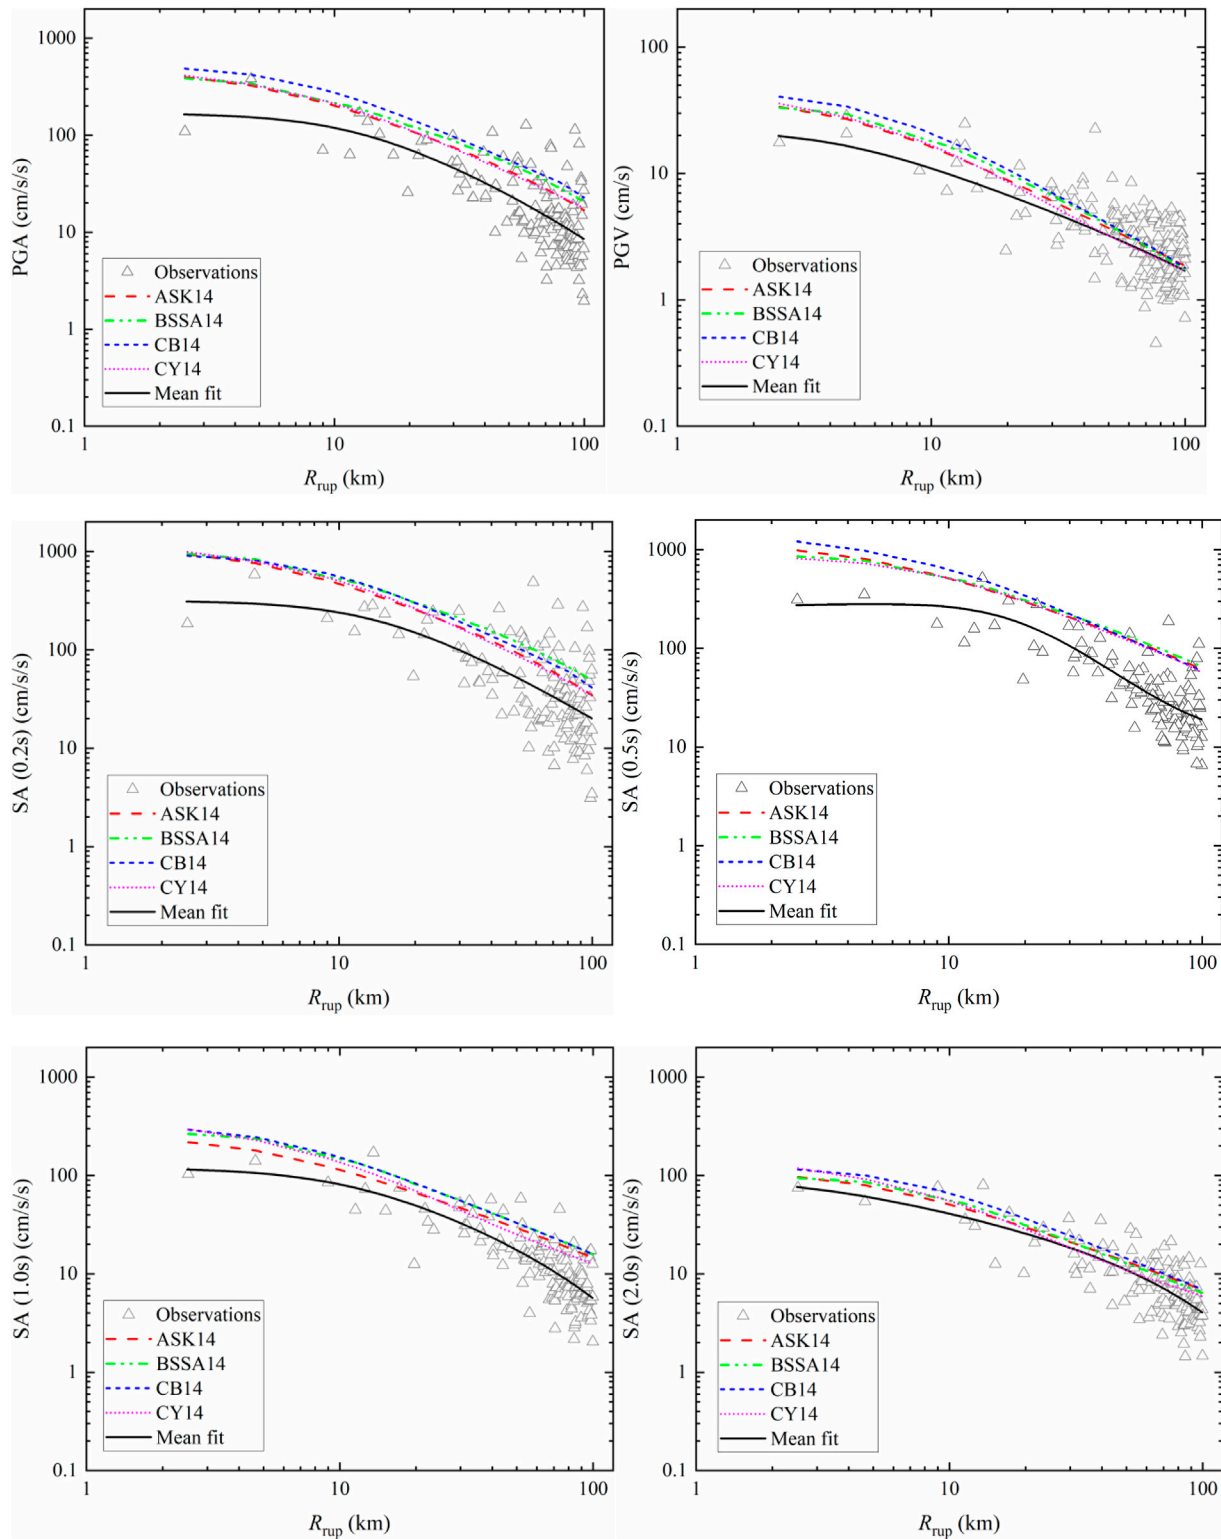 1000
100
10
1
0.1
PGA (cm/s/s)
Observations
ASK14
BSSA14
CB14
CY14
Mean fit
1 10 100
R_rup (km)
100
10
1
0.1
PGV (cm/s)
Observations
ASK14
BSSA14
CB14
CY14
Mean fit
1 10 100
R_rup (km)
1000
100
10
1
0.1
SA (0.2s) (cm/s/s)
Observations
ASK14
BSSA14
CB14
CY14
Mean fit
1 10 100
R_rup (km)
1000
100
10
1
0.1
SA (0.5s) (cm/s/s)
Observations
ASK14
BSSA14
CB14
CY14
Mean fit
1 10 100
R_rup (km)
1000
100
10
1
0.1
SA (1.0s) (cm/s/s)
Observations
ASK14
BSSA14
CB14
CY14
Mean fit
1 10 100
R_rup (km)
1000
100
10
1
0.1
SA (2.0s) (cm/s/s)
Observations
ASK14
BSSA14
CB14
CY14
Mean fit
1 10 100
R_rup (km)